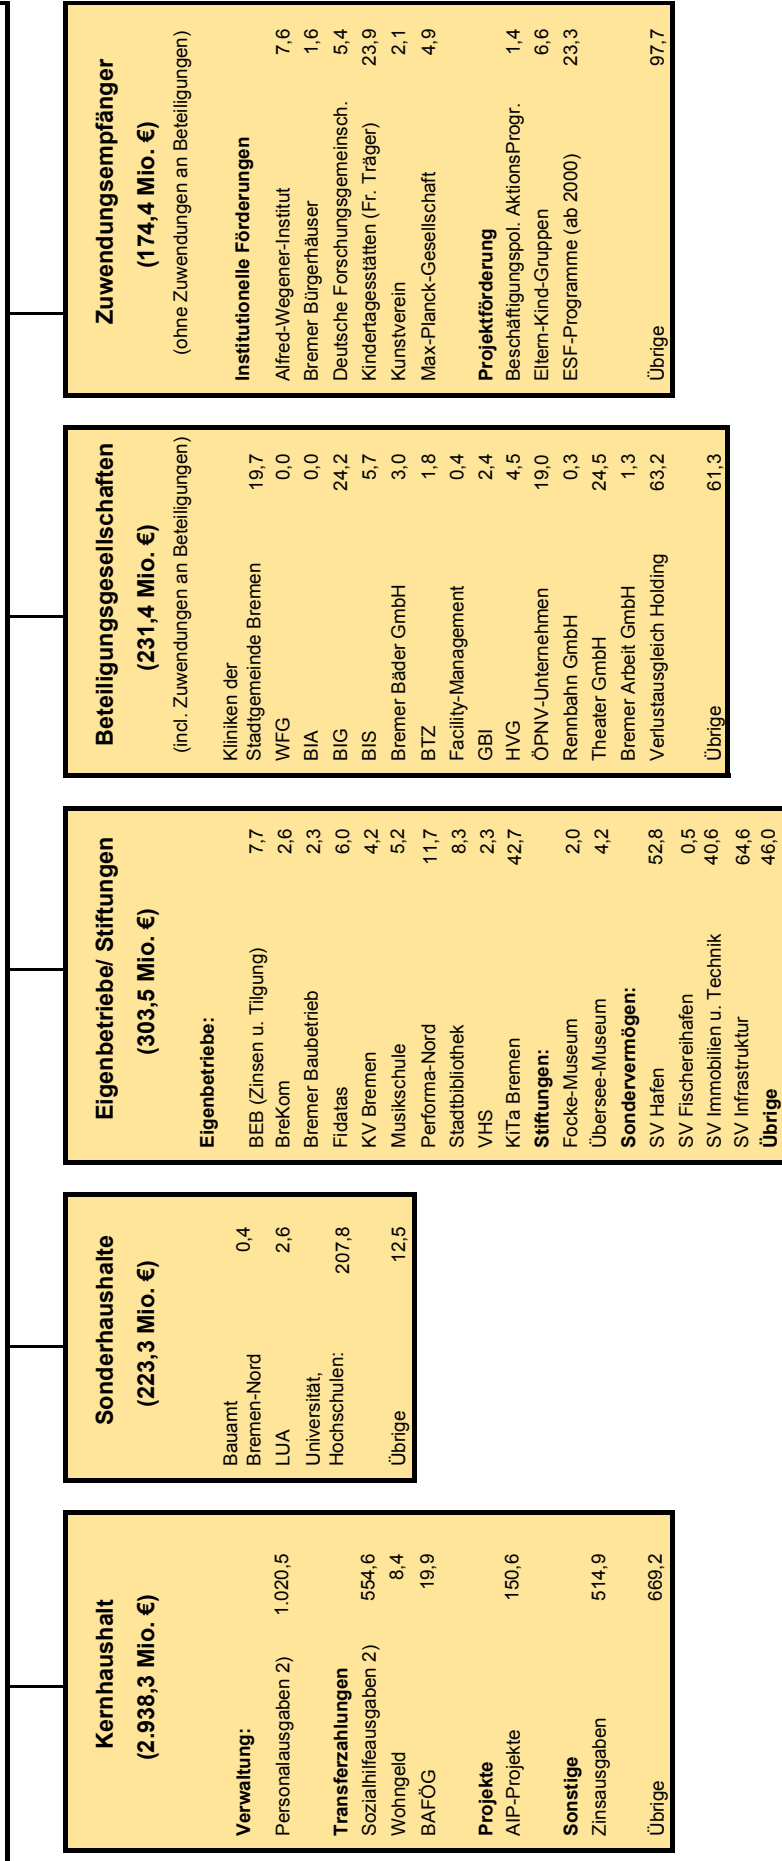 Kernhaushalt
(2.938,3 Mio. €)
Verwaltung:
Personalausgaben 2) 1.020,5
Transferzahlungen
Sozialhilfeausgaben 2) 554,6
Wohngeld 8,4
BAFÖG 19,9
Projekte
AIP-Projekte 150,6
Sonstige
Zinsausgaben 514,9
Übrige 669,2
Sonderhaushalte
(223,3 Mio. €)
Bauamt
Bremen-Nord 0,4
LUA 2,6
Universität,
Hochschulen: 207,8
Übrige 12,5
Eigenbetriebe/ Stiftungen
(303,5 Mio. €)
Eigenbetriebe:
BEB (Zinsen u. Tilgung) 7,7
BreKom 2,6
Bremer Baubetrieb 2,3
Fidatas 6,0
KV Bremen 4,2
Musikschule 5,2
Performa-Nord 11,7
Stadtbibliothek 8,3
VHS 2,3
KiTa Bremen 42,7
Stiftungen:
Focke-Museum 2,0
Übersee-Museum 4,2
Sondervermögen:
SV Hafen 52,8
SV Fischereihafen 0,5
SV Immobilien u. Technik 40,6
SV Infrastruktur 64,6
Übrige 46,0
Beteiligungsgesellschaften
(231,4 Mio. €)
(incl. Zuwendungen an Beteiligungen)
Kliniken der
Stadtgemeinde Bremen 19,7
WFG 0,0
BIA 0,0
BIG 24,2
BIS 5,7
Bremer Bäder GmbH 3,0
BTZ 1,8
Facility-Management 0,4
GBI 2,4
HVG 4,5
ÖPNV-Unternehmen 19,0
Rennbahn GmbH 0,3
Theater GmbH 24,5
Bremer Arbeit GmbH 1,3
Verlustausgleich Holding 63,2
Übrige 61,3
Zuwendungsempfänger
(174,4 Mio. €)
(ohne Zuwendungen an Beteiligungen)
Institutionelle Förderungen
Alfred-Wegener-Institut 7,6
Bremer Bürgerhäuser 1,6
Deutsche Forschungsgemeinsch. 5,4
Kindertagesstätten (Fr. Träger) 23,9
Kunstverein 2,1
Max-Planck-Gesellschaft 4,9
Projektförderung
Beschäftigungspol. AktionsProgr. 1,4
Eltern-Kind-Gruppen 6,6
ESF-Programme (ab 2000) 23,3
Übrige 97,7